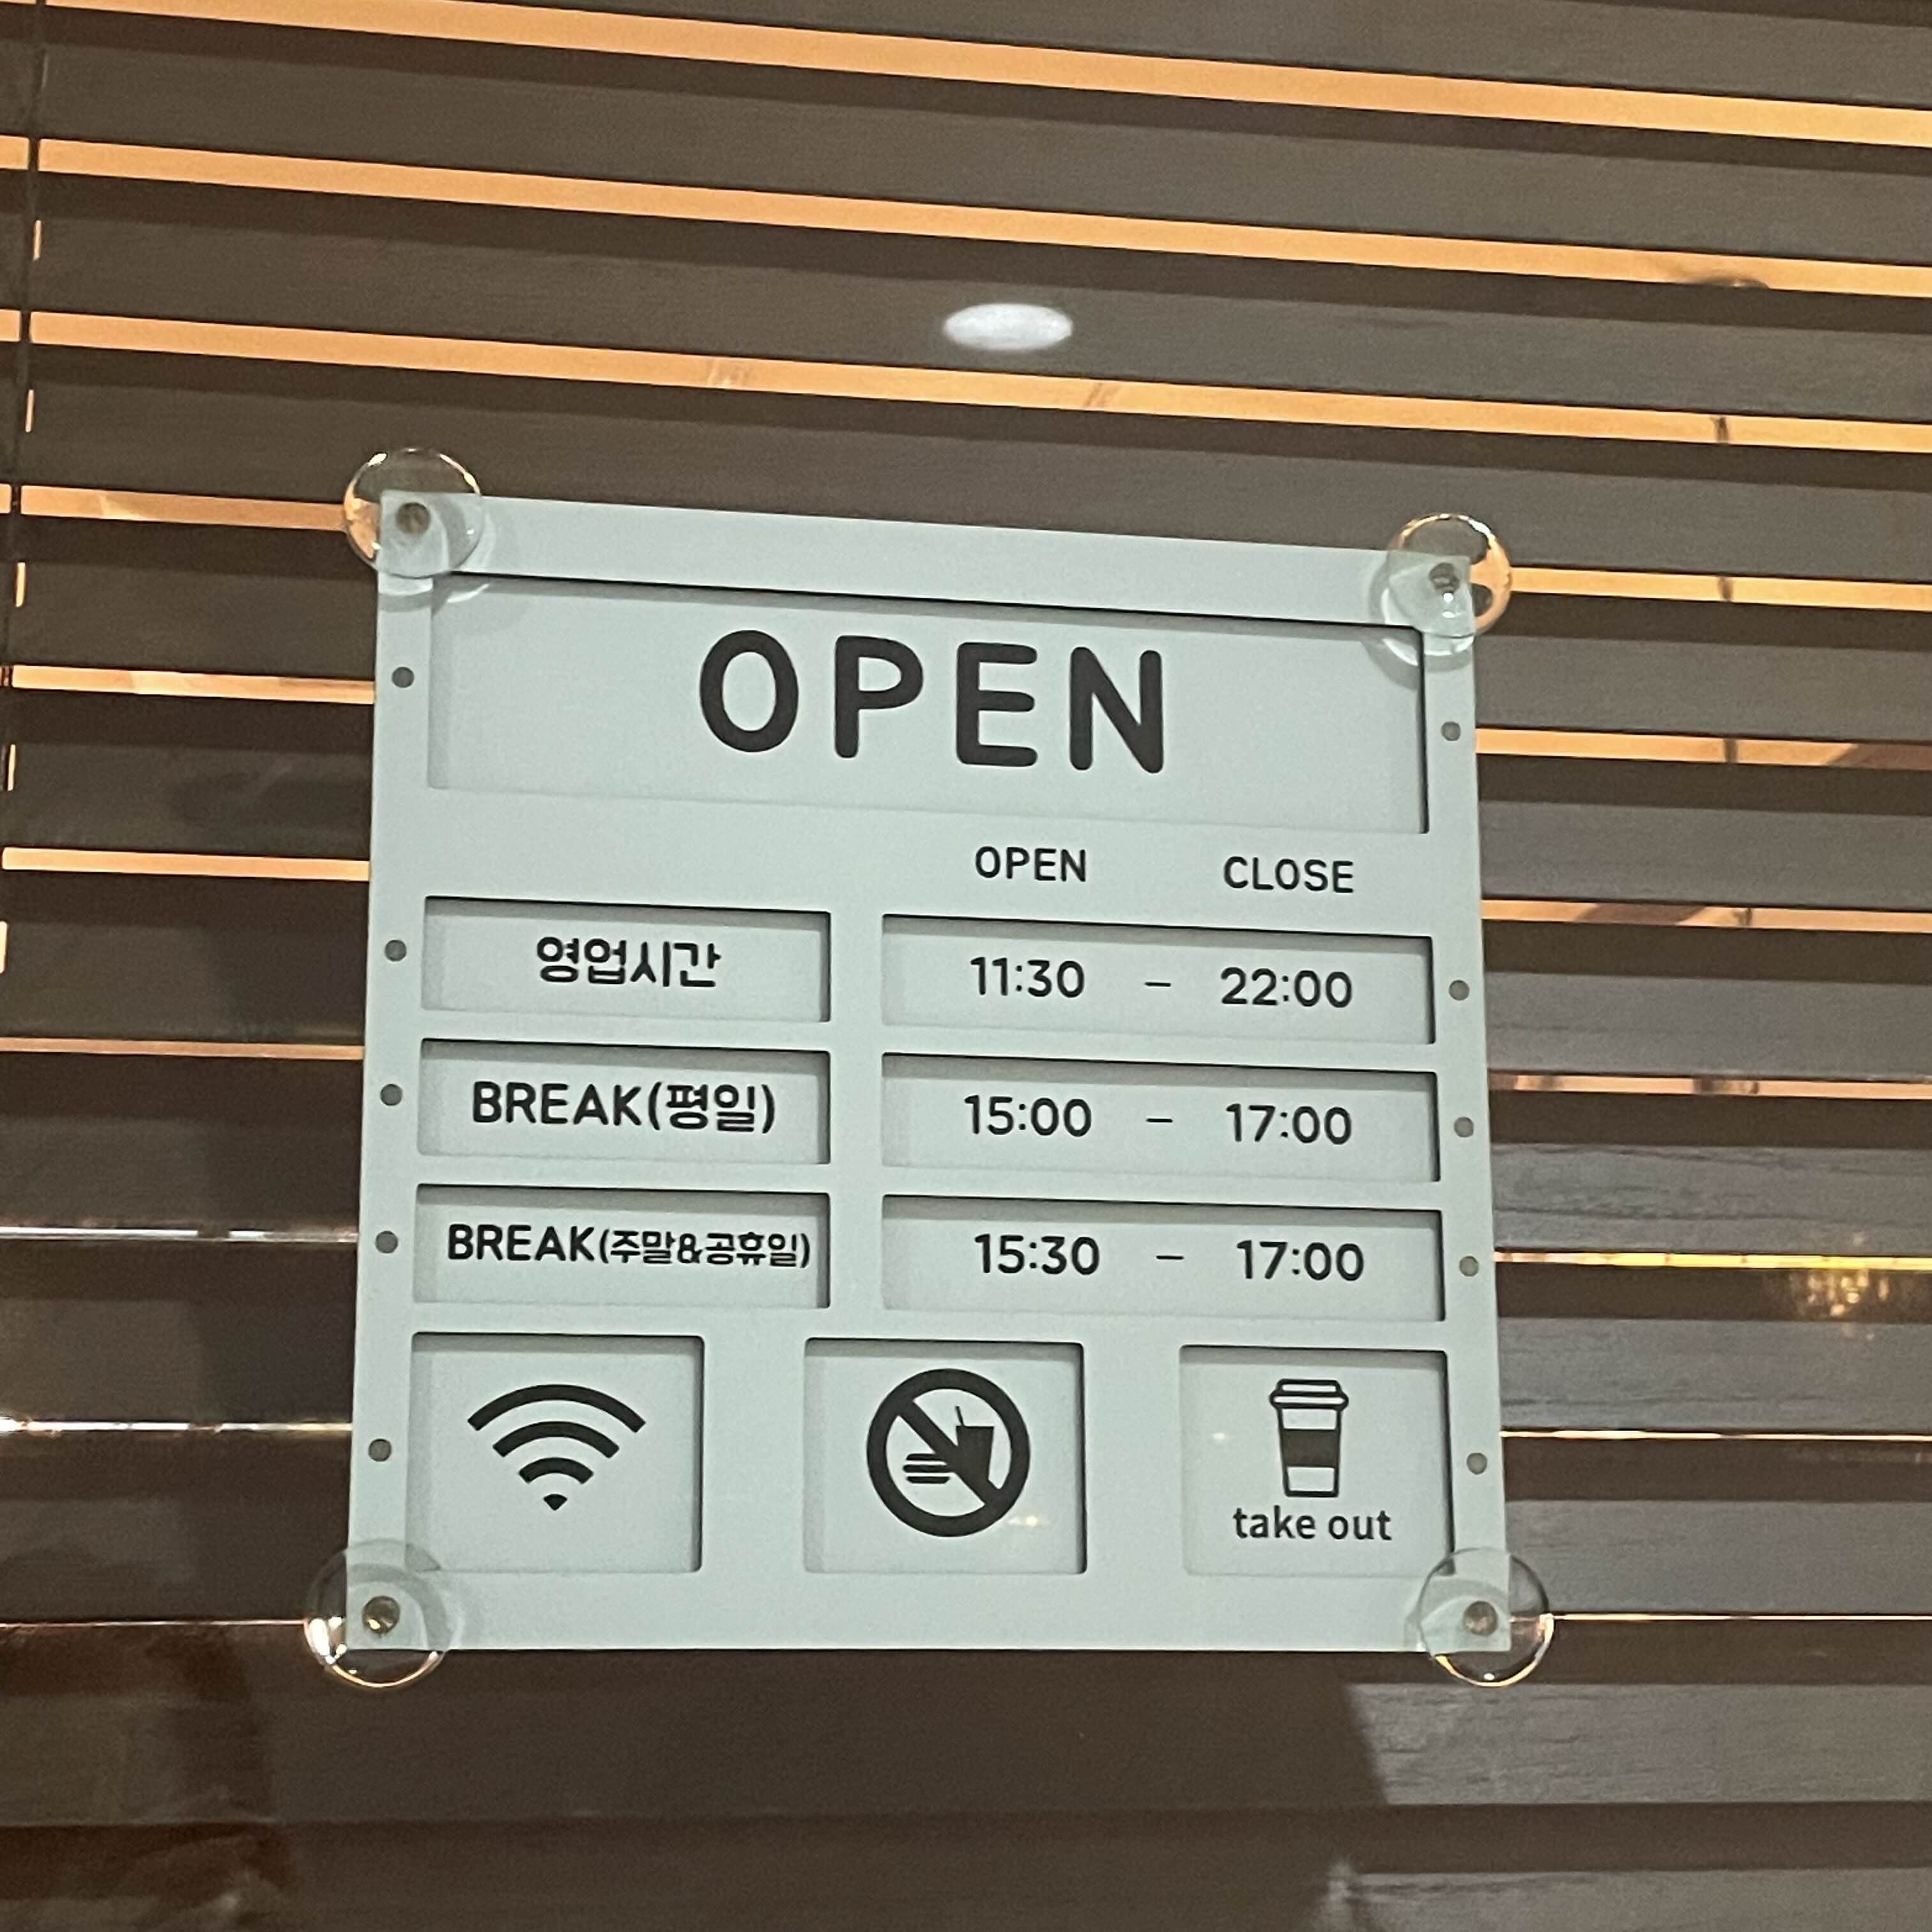 OPEN
OPEN CLOSE
영업시간 11:30 - 22:00
BREAK(평일) 15:00 - 17:00
BREAK(주말&공휴일) 15:30 - 17:00
take out